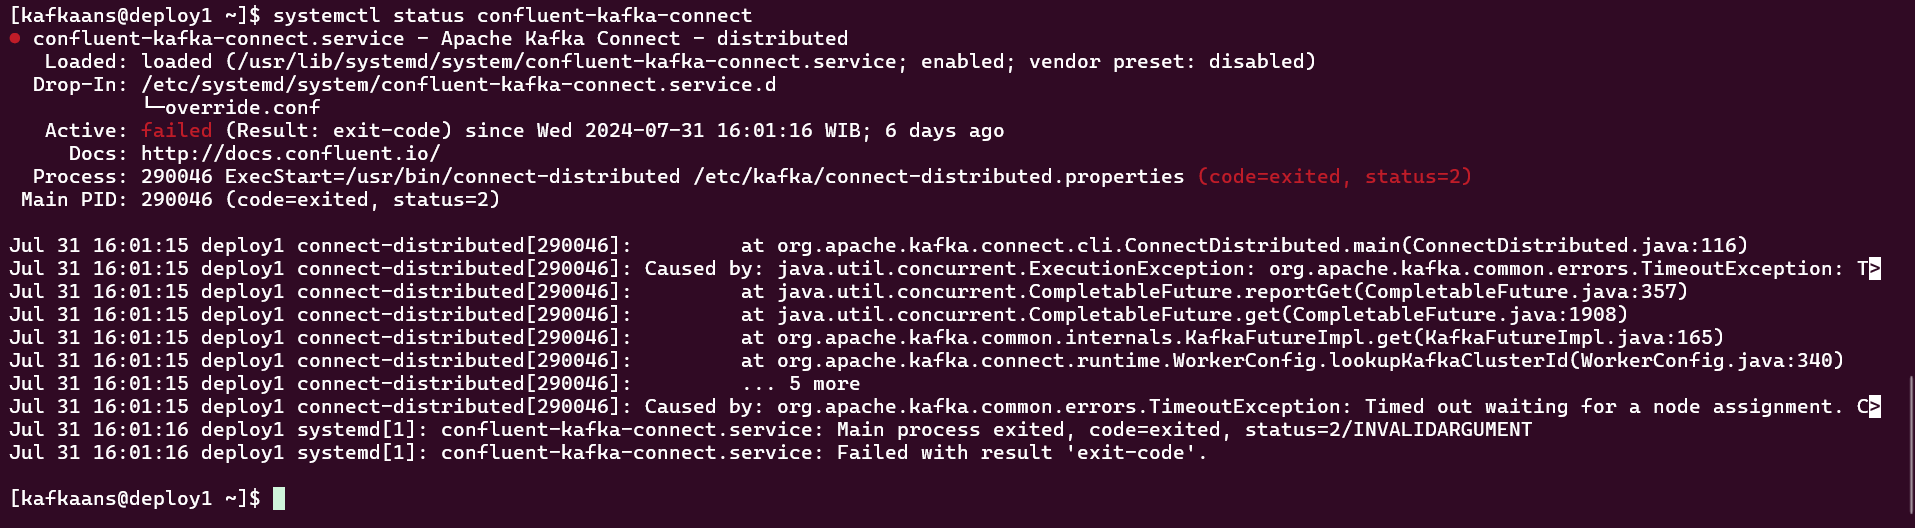 [kafkaans@deploy1 ~]$ systemctl status confluent-kafka-connect
● confluent-kafka-connect.service - Apache Kafka Connect - distributed
   Loaded: loaded (/usr/lib/systemd/system/confluent-kafka-connect.service; enabled; vendor preset: disabled)
  Drop-In: /etc/systemd/system/confluent-kafka-connect.service.d
           └─override.conf
   Active: failed (Result: exit-code) since Wed 2024-07-31 16:01:16 WIB; 6 days ago
     Docs: http://docs.confluent.io/
  Process: 290046 ExecStart=/usr/bin/connect-distributed /etc/kafka/connect-distributed.properties (code=exited, status=2)
 Main PID: 290046 (code=exited, status=2)

Jul 31 16:01:15 deploy1 connect-distributed[290046]:         at org.apache.kafka.connect.cli.ConnectDistributed.main(ConnectDistributed.java:116)
Jul 31 16:01:15 deploy1 connect-distributed[290046]: Caused by: java.util.concurrent.ExecutionException: org.apache.kafka.common.errors.TimeoutException: T>
Jul 31 16:01:15 deploy1 connect-distributed[290046]:         at java.util.concurrent.CompletableFuture.reportGet(CompletableFuture.java:357)
Jul 31 16:01:15 deploy1 connect-distributed[290046]:         at java.util.concurrent.CompletableFuture.get(CompletableFuture.java:1908)
Jul 31 16:01:15 deploy1 connect-distributed[290046]:         at org.apache.kafka.common.internals.KafkaFutureImpl.get(KafkaFutureImpl.java:165)
Jul 31 16:01:15 deploy1 connect-distributed[290046]:         at org.apache.kafka.connect.runtime.WorkerConfig.lookupKafkaClusterId(WorkerConfig.java:340)
Jul 31 16:01:15 deploy1 connect-distributed[290046]:         ... 5 more
Jul 31 16:01:15 deploy1 connect-distributed[290046]: Caused by: org.apache.kafka.common.errors.TimeoutException: Timed out waiting for a node assignment. C>
Jul 31 16:01:16 deploy1 systemd[1]: confluent-kafka-connect.service: Main process exited, code=exited, status=2/INVALIDARGUMENT
Jul 31 16:01:16 deploy1 systemd[1]: confluent-kafka-connect.service: Failed with result 'exit-code'.

[kafkaans@deploy1 ~]$